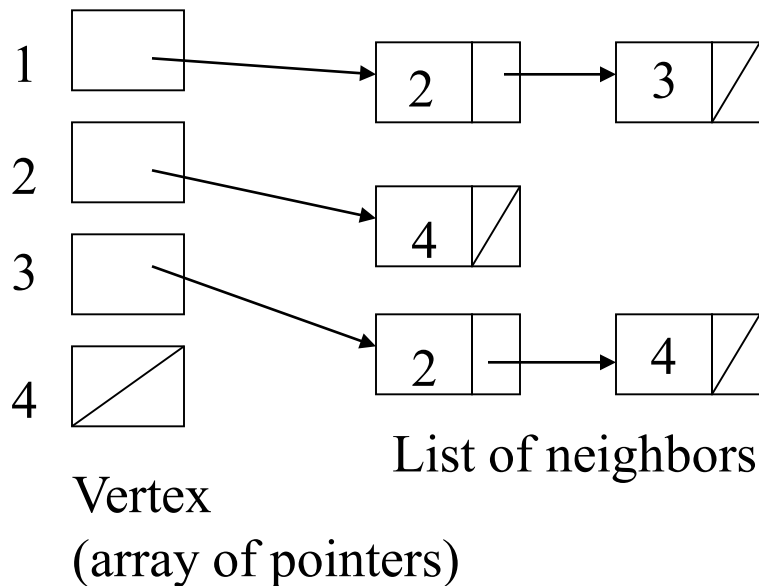 1 2 3
2 4
3 2 4
4
List of neighbors
Vertex
(array of pointers)